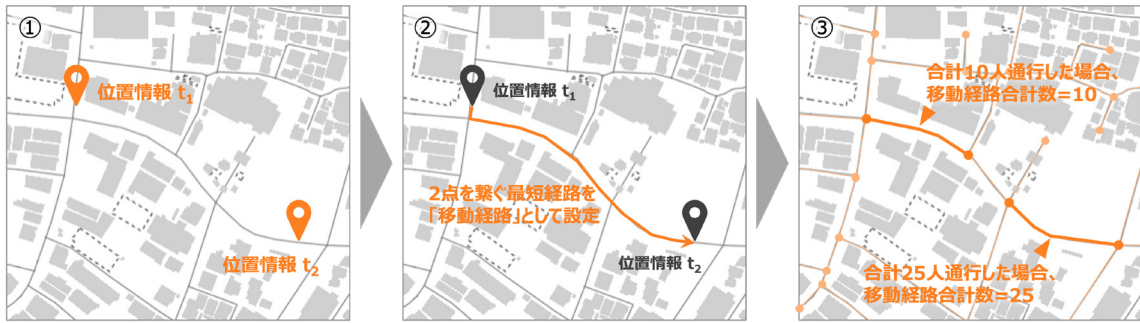 ①
位置情報 t1
位置情報 t2
②
位置情報 t1
2点を繋ぐ最短経路を
「移動経路」として設定
位置情報 t2
③
合計10人通行した場合、
移動経路合計数=10
合計25人通行した場合、
移動経路合計数=25